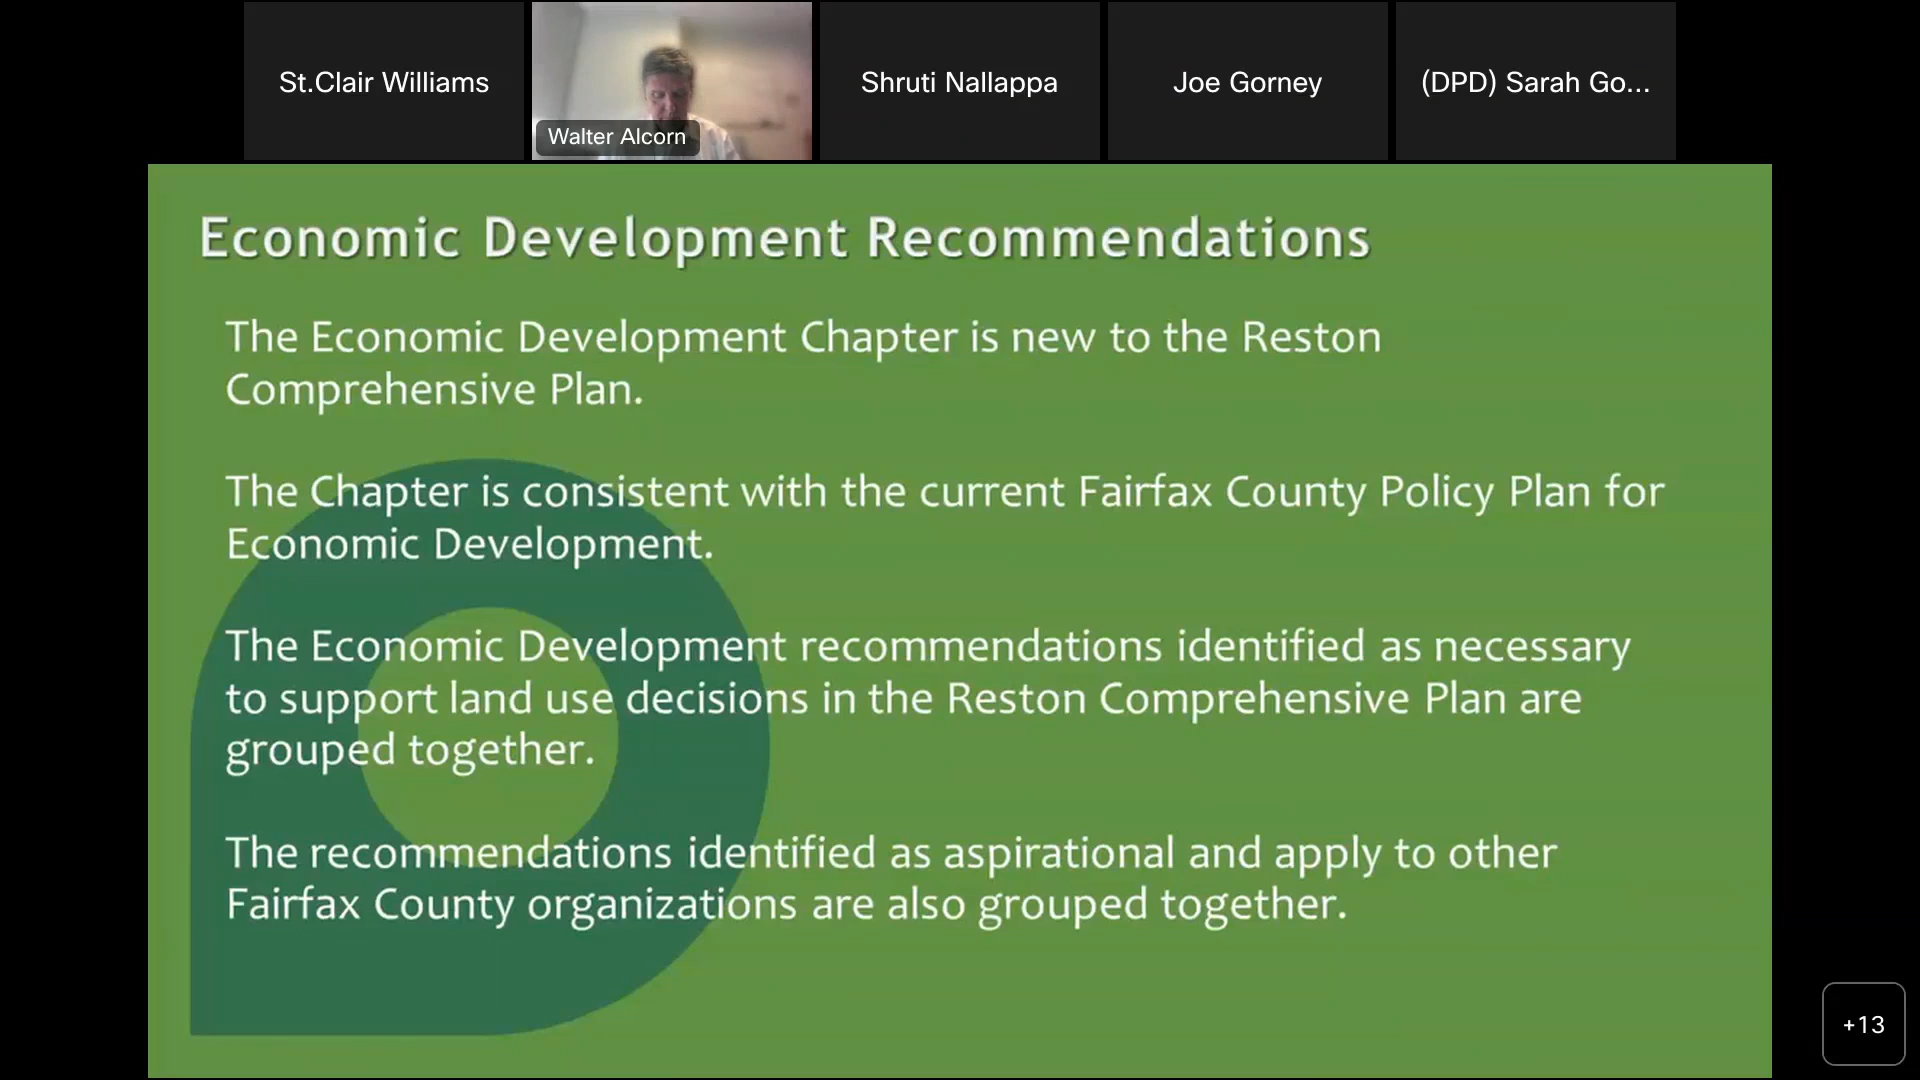 St.Clair Williams
Walter Alcorn
Shruti Nallappa
Joe Gorney
(DPD) Sarah Go...
Economic Development Recommendations
The Economic Development Chapter is new to the Reston
Comprehensive Plan.
The Chapter is consistent with the current Fairfax County Policy Plan for
Economic Development.
The Economic Development recommendations identified as necessary
to support land use decisions in the Reston Comprehensive Plan are
grouped together.
The recommendations identified as aspirational and apply to other
Fairfax County organizations are also grouped together.
+13